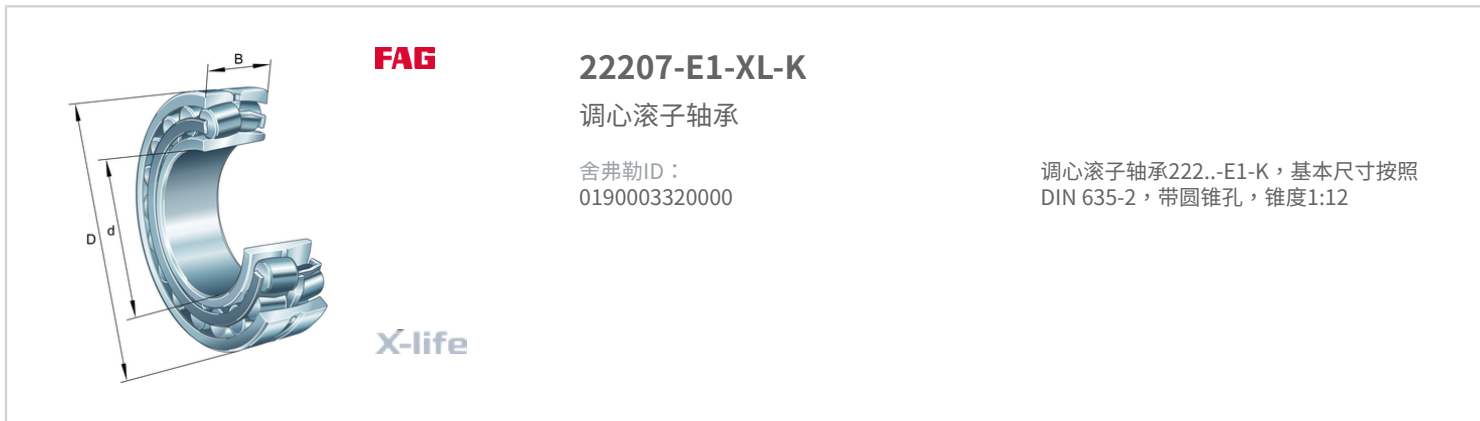 FAG
22207-E1-XL-K
调心滚子轴承
舍弗勒ID：
0190003320000
调心滚子轴承222..-E1-K，基本尺寸按照
DIN 635-2，带圆锥孔，锥度1:12
B
D
d
X-life